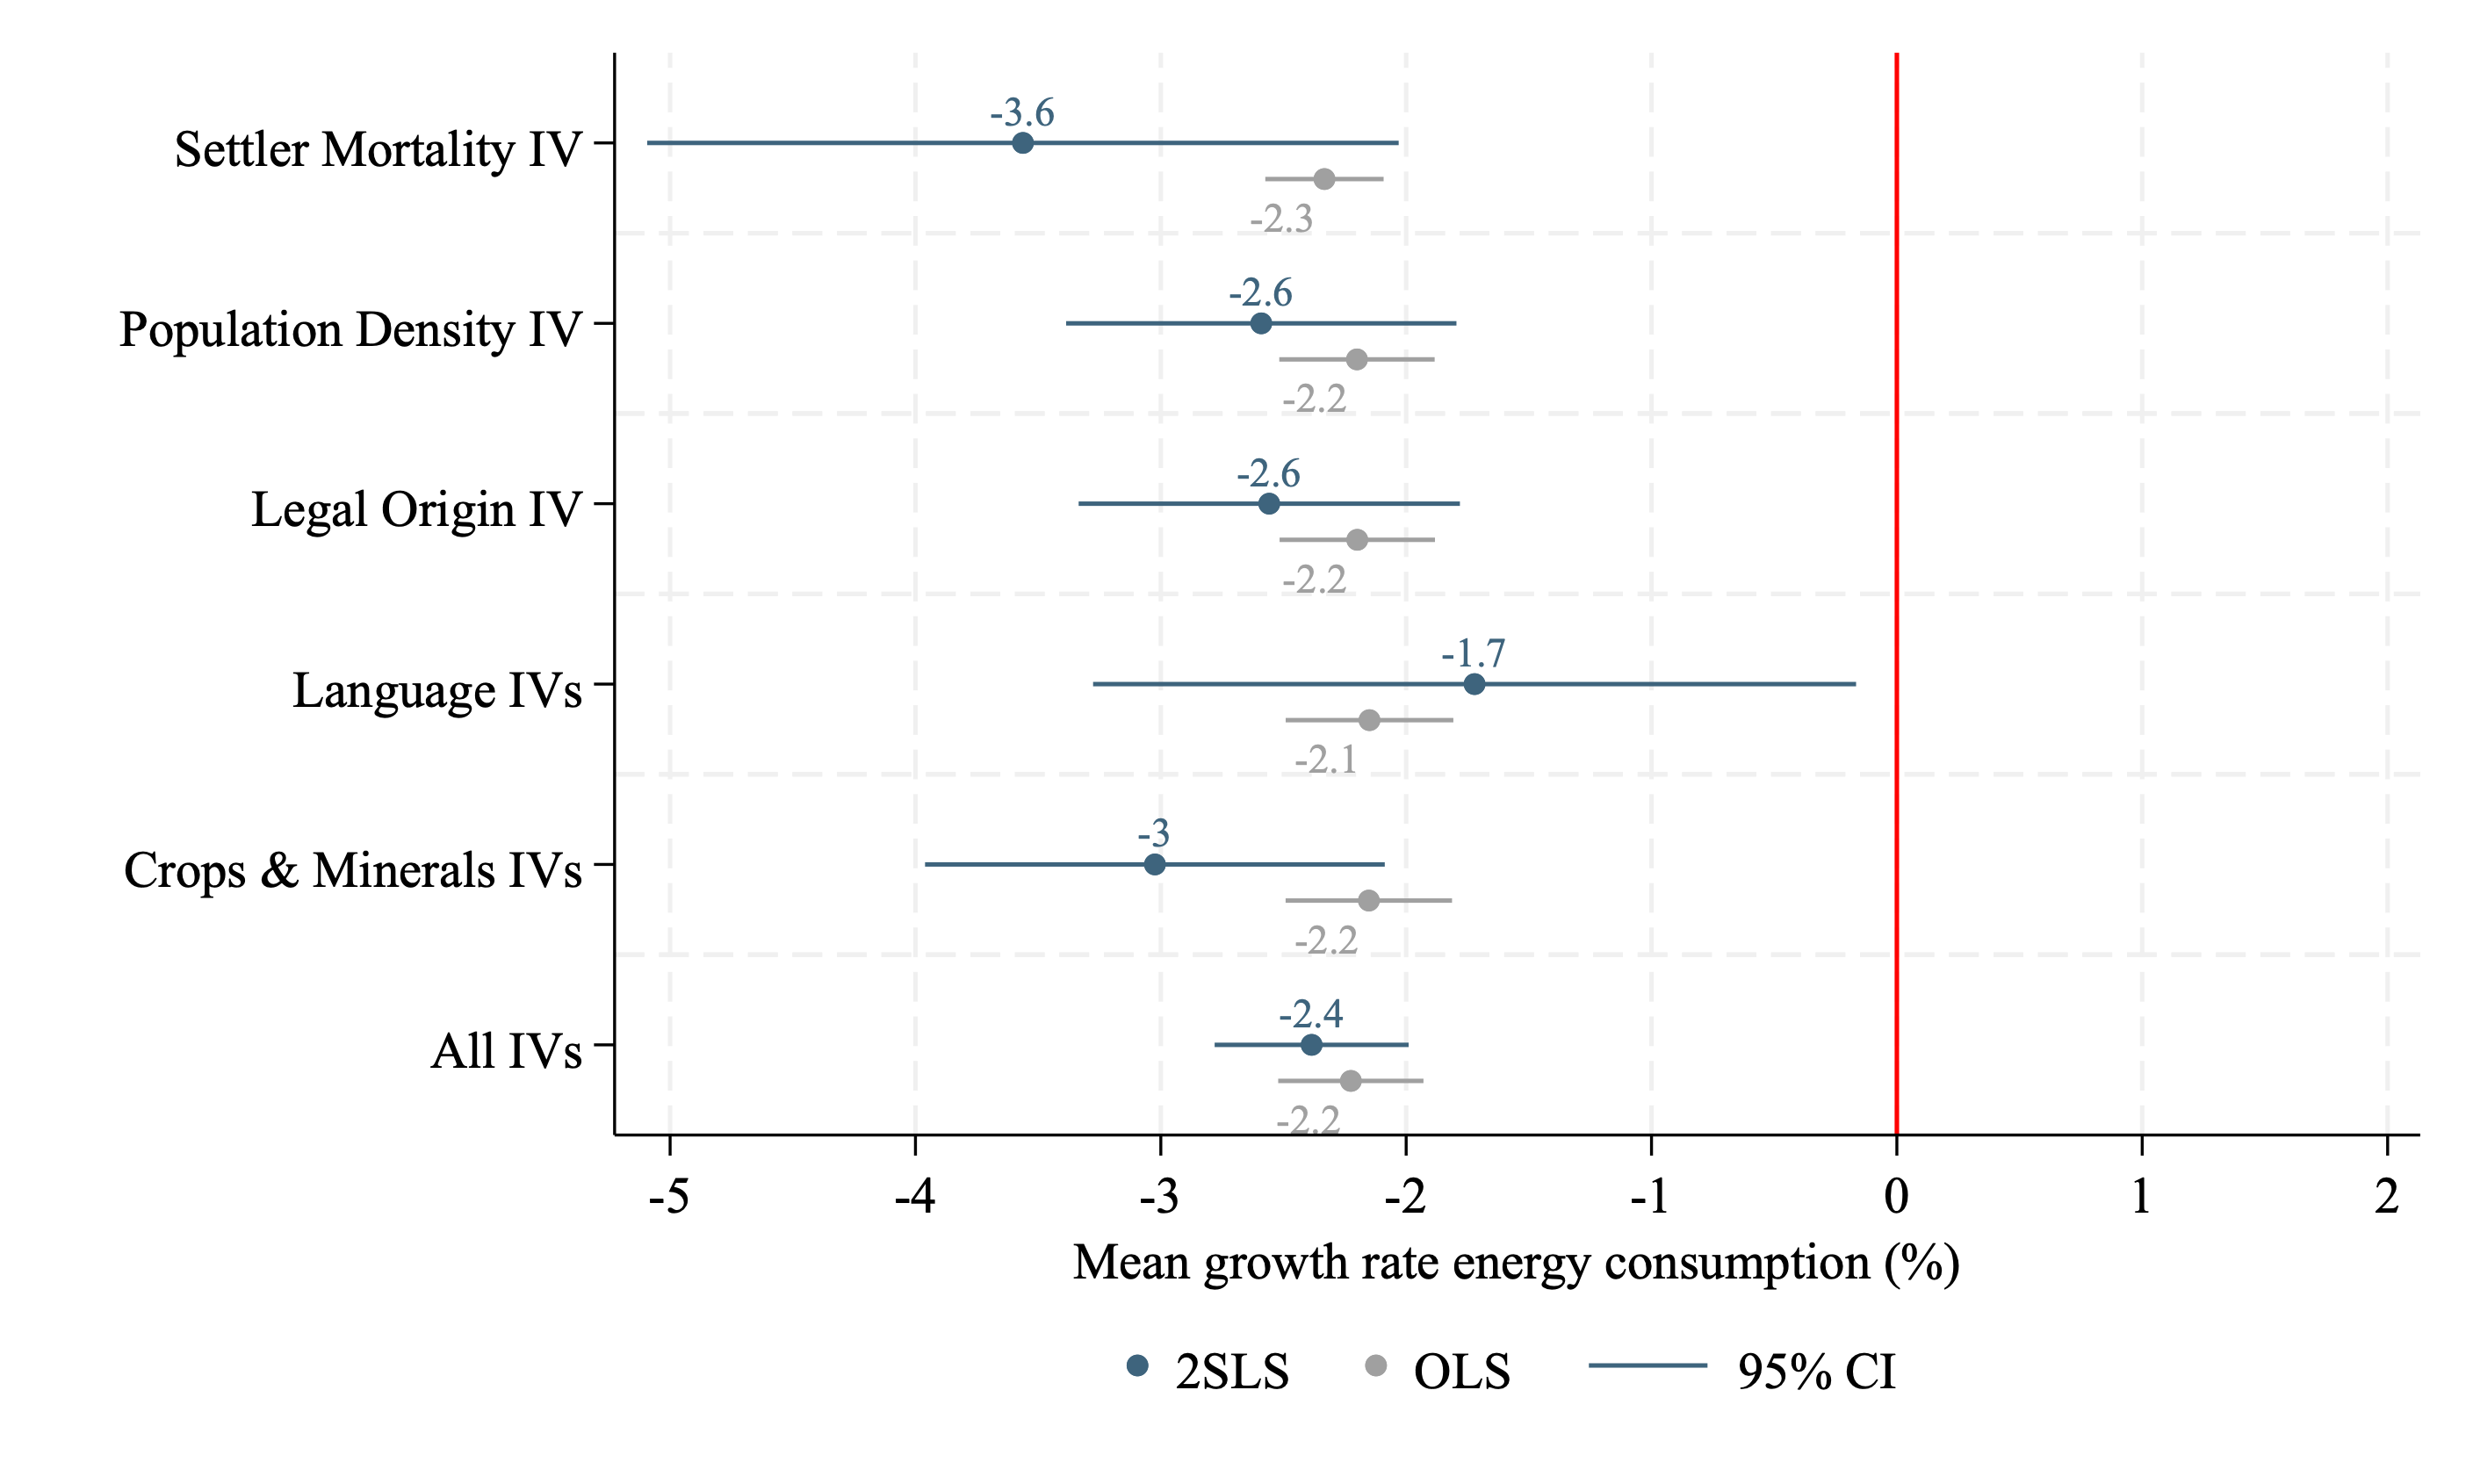 -3.6
Settler Mortality IV
-2.3
-2.6
Population Density IV
-2.2
-2.6
Legal Origin IV
-2.2
-1.7
Language IVs
-2.1
-3
Crops & Minerals IVs
-2.2
-2.4
All IVs
-2.2
-5 -4 -3 -2 -1 0 1 2
Mean growth rate energy consumption (%)
2SLS OLS 95% CI